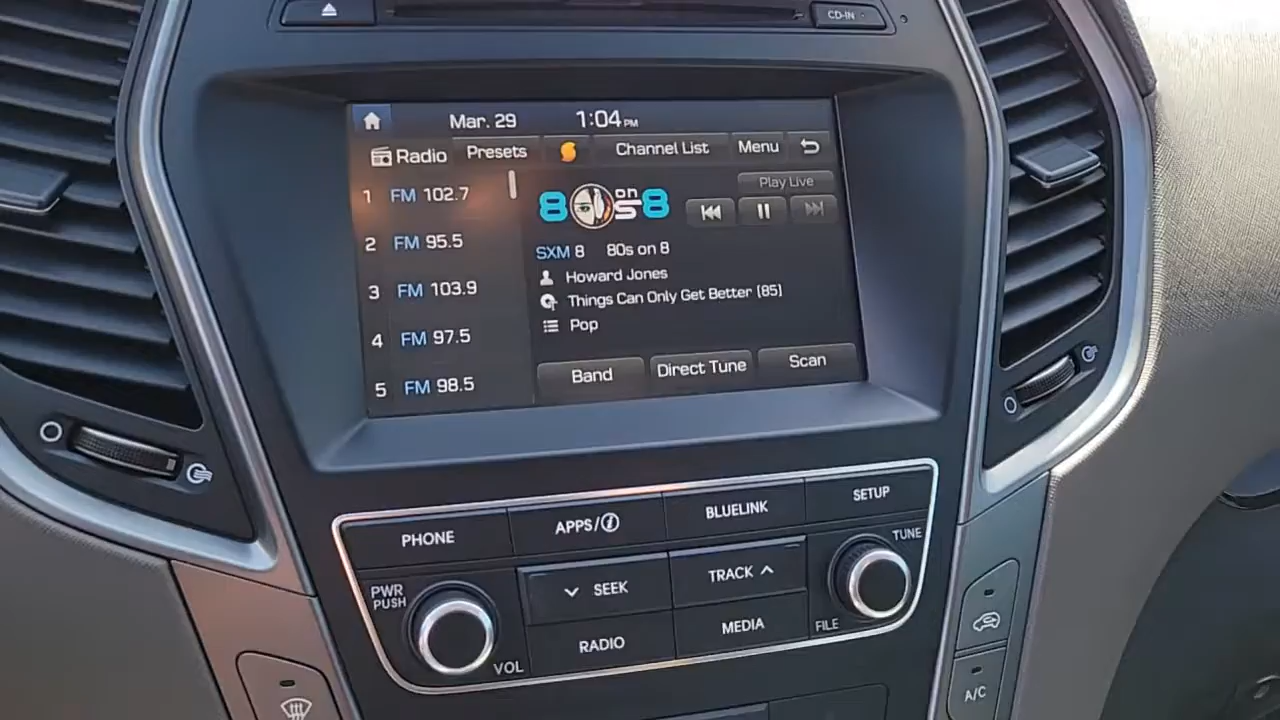 CD-IN
Mar. 29 1:04 PM
Radio Presets Channel List Menu
1 FM 102.7
2 FM 95.5
3 FM 103.9
4 FM 97.5
5 FM 98.5
Play Live
8 on 8
SXM 8 80s on 8
Howard Jones
Things Can Only Get Better (85)
Pop
Band Direct Tune Scan
PHONE APPS/i BLUELINK SETUP
PWR
PUSH
VOL
SEEK TRACK
RADIO MEDIA
TUNE
FILE
A/C